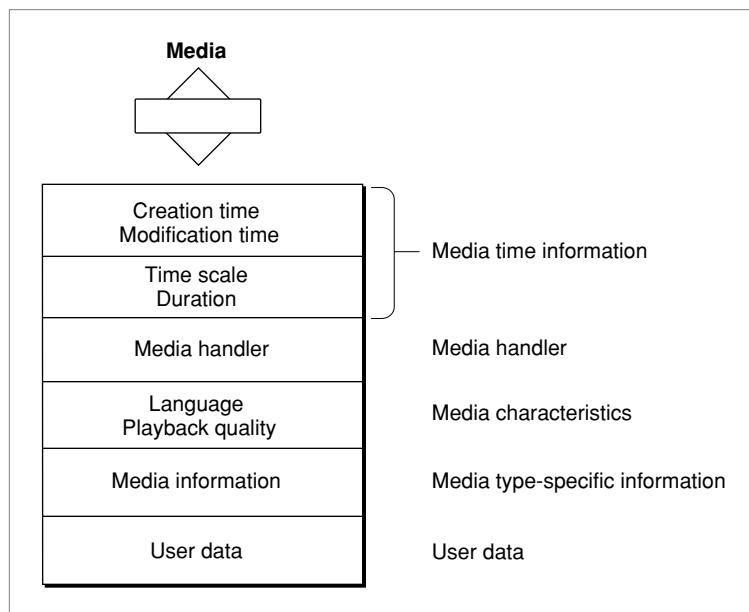 Media
Creation time
Modification time
Time scale
Duration
Media time information
Media handler
Media handler
Language
Playback quality
Media characteristics
Media information
Media type-specific information
User data
User data